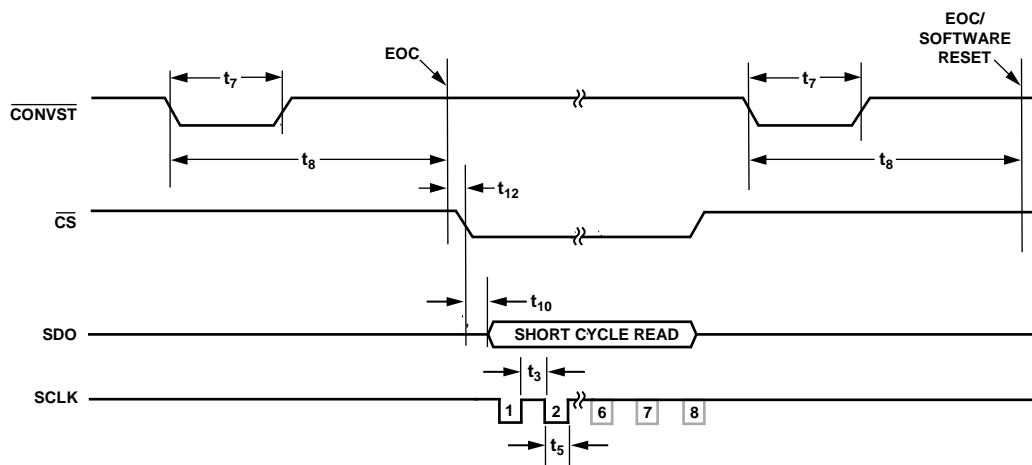 EOC/
SOFTWARE
RESET
EOC
t7
t7
CONVST
t8
t8
t12
CS
t10
SDO
SHORT CYCLE READ
t3
SCLK
1 2 6 7 8
t5